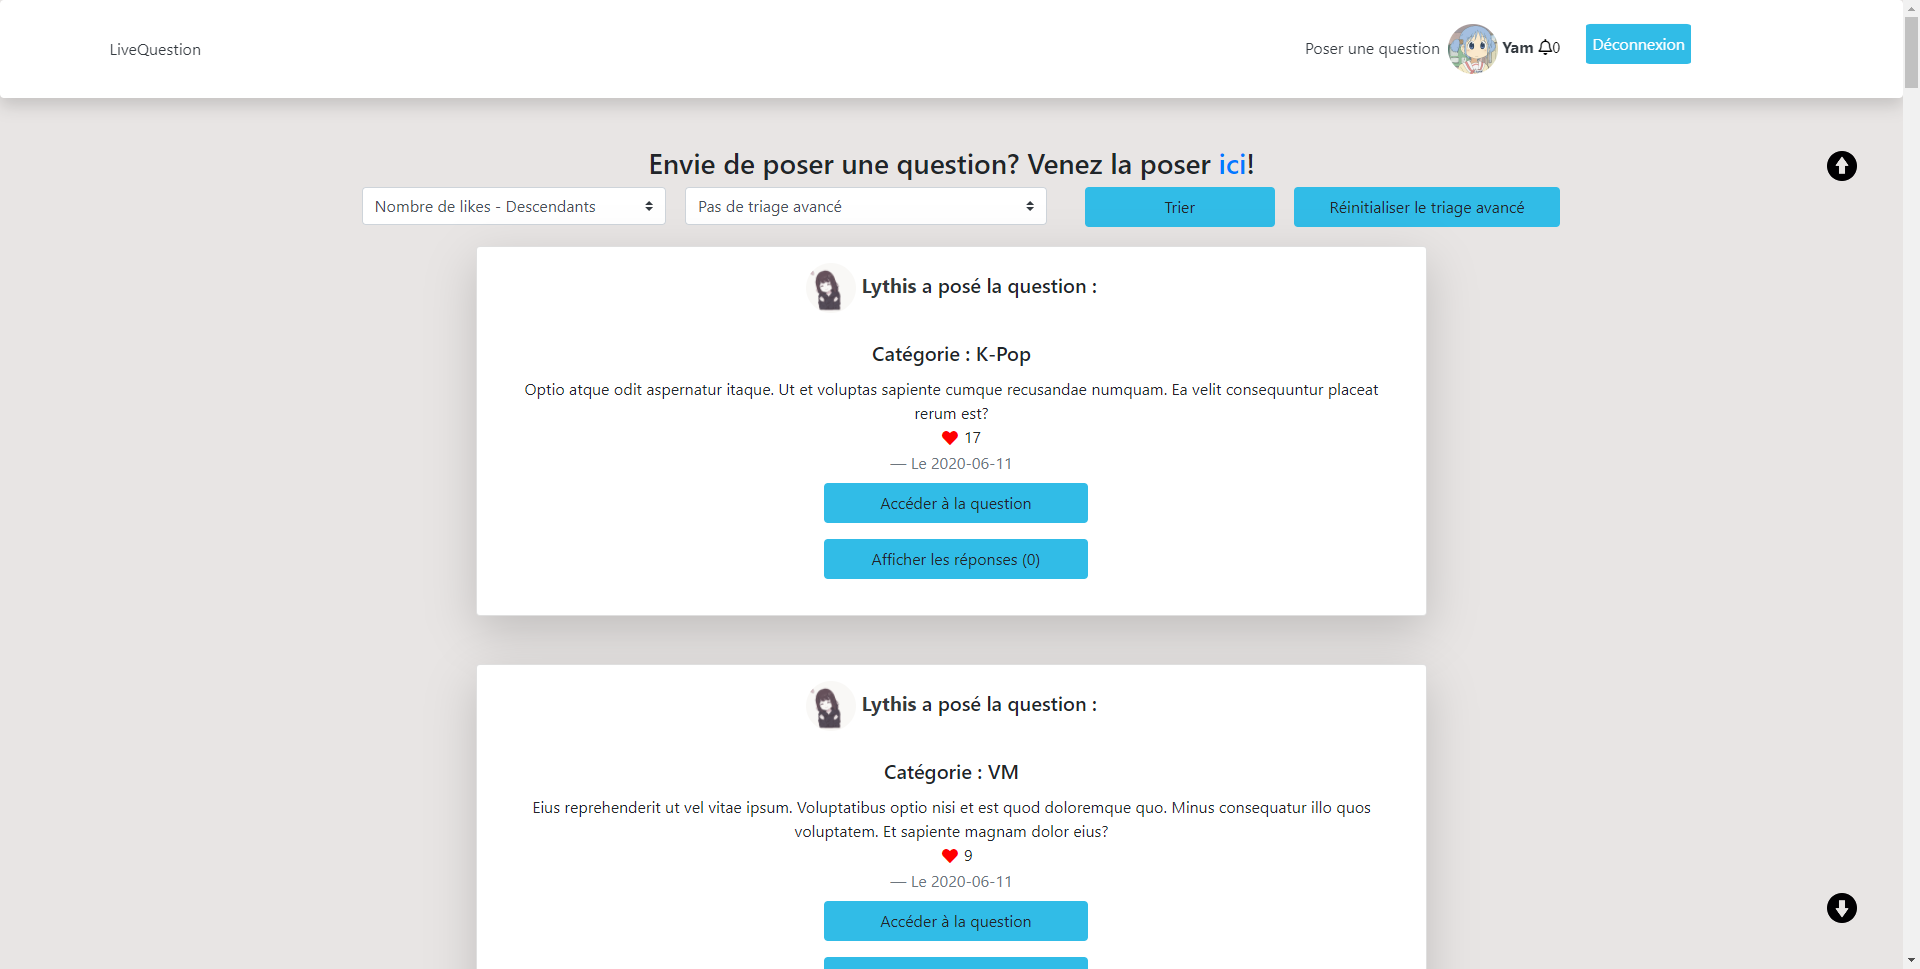 LiveQuestion
Poser une question Yam 0 Déconnexion
Envie de poser une question? Venez la poser ici!
Nombre de likes - Descendants Pas de triage avancé Trier Réinitialiser le triage avancé
Lythis a posé la question :
Catégorie : K-Pop
Optio atque odit aspernatur itaque. Ut et voluptas sapiente cumque recusandae numquam. Ea velit consequuntur placeat
rerum est?
17
— Le 2020-06-11
Accéder à la question
Afficher les réponses (0)
Lythis a posé la question :
Catégorie : VM
Eius reprehenderit ut vel vitae ipsum. Voluptatibus optio nisi et est quod doloremque quo. Minus consequatur illo quos
voluptatem. Et sapiente magnam dolor eius?
9
— Le 2020-06-11
Accéder à la question